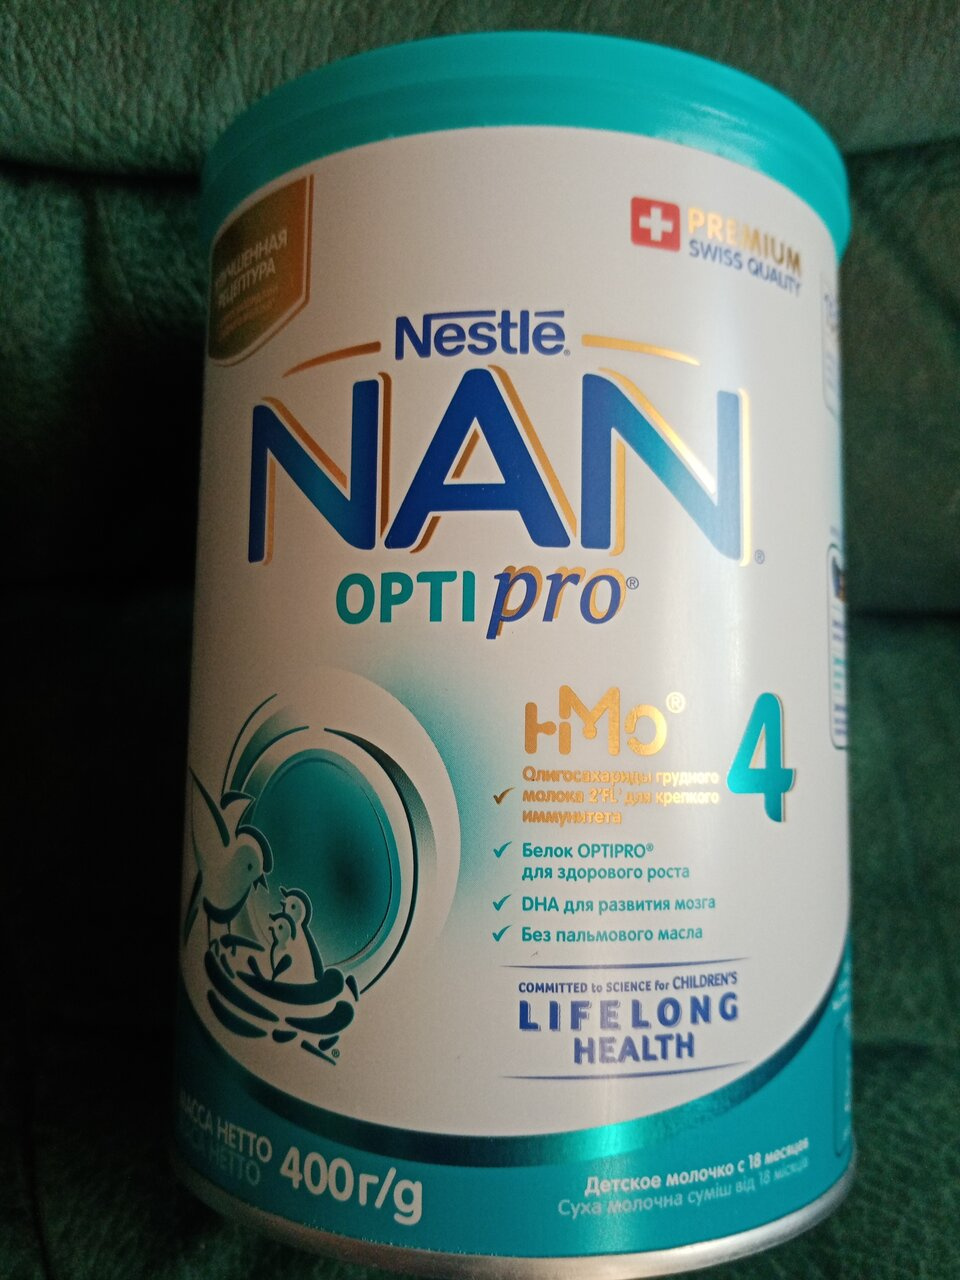 РЕЦЕПТУРА
PREMIUM
SWISS QUALITY
Nestlé®
NAN®
OPTIpro®
HMO®
4
Олигосахариды грудного
молока 2'FL* для крепкого
иммунитета
Белок OPTIPRO®
для здорового роста
DHA для развития мозга
Без пальмового масла
COMMITTED to SCIENCE for CHILDREN'S
LIFELONG
HEALTH
МАССА НЕТТО
400г/g
Детское молочко с 18 месяцев
Суха молочна суміш від 18 місяців